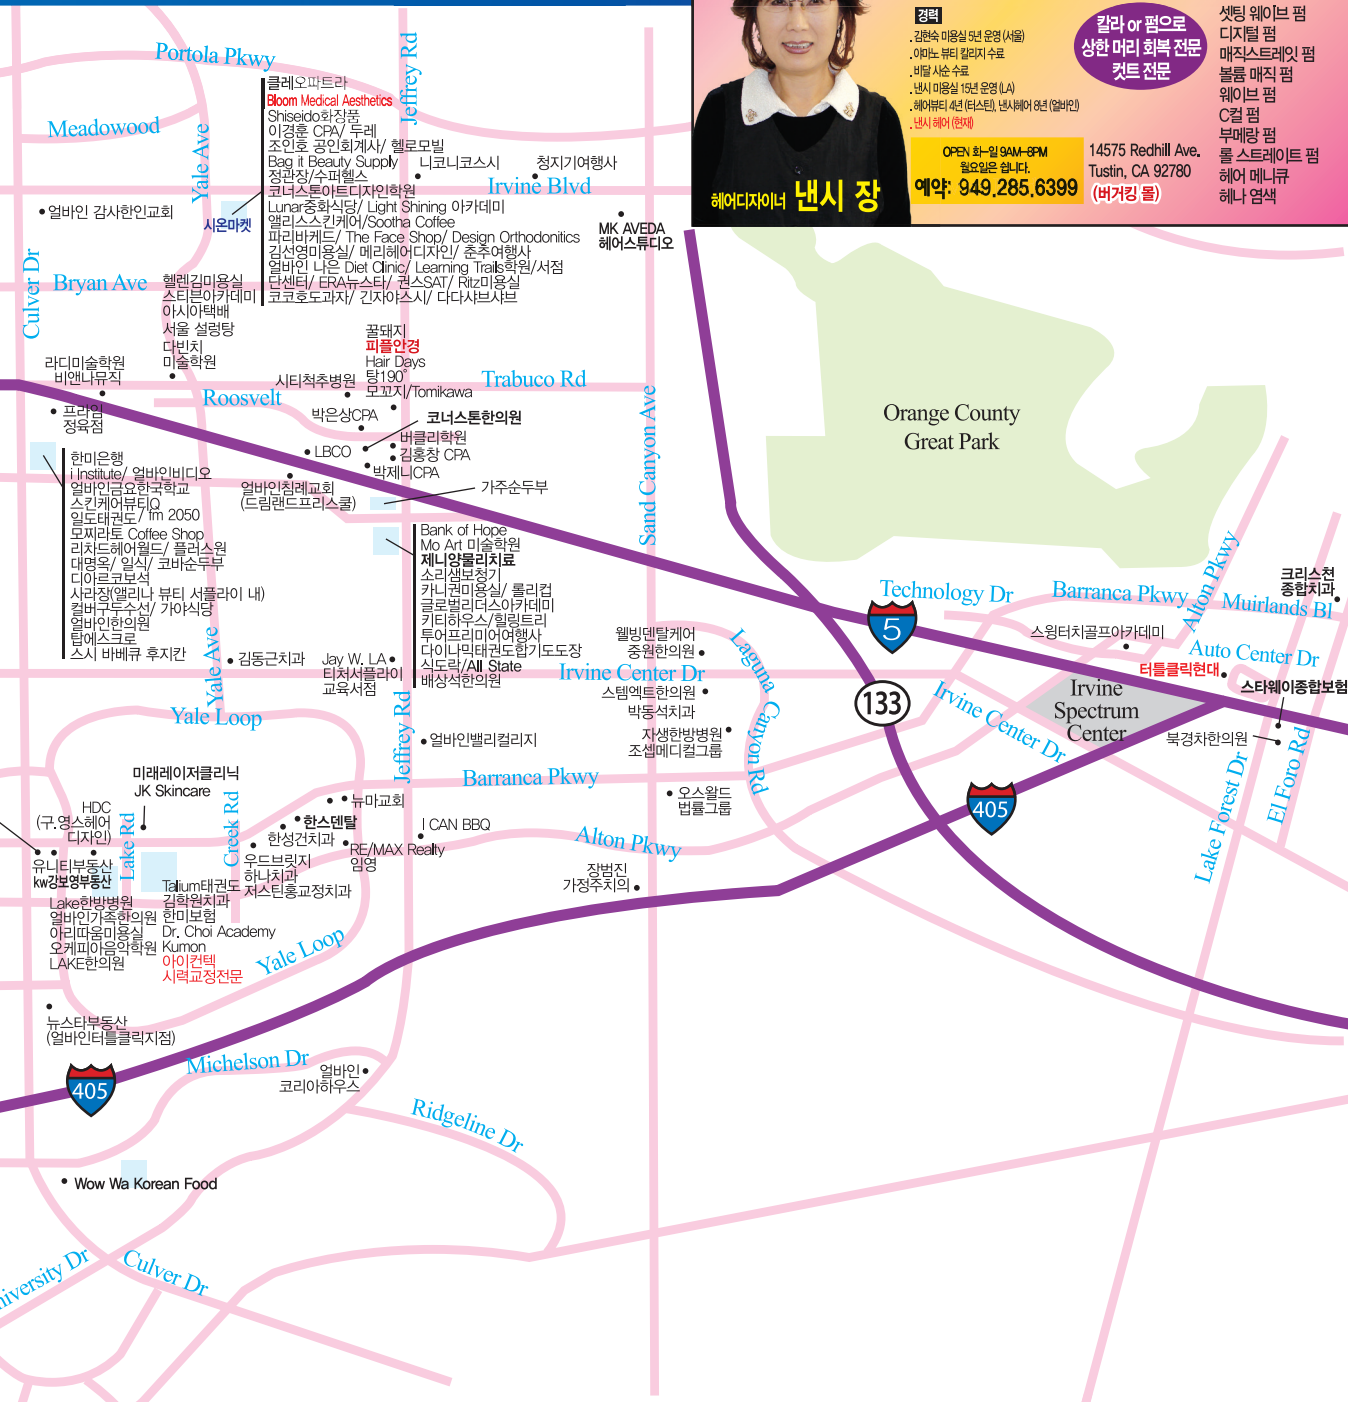 경력
. 김현숙 미용실 5년 운영 (서울)
. 야마노 뷰티 칼리지 수료
. 비달 사순 수료
. 낸시 미용실 15년 운영 (LA)
. 헤어뷰티 4년 (터스틴), 낸시헤어 8년 (얼바인)
. 낸시 헤어 (현재)
칼라 or 펌으로
상한 머리 회복 전문
컷트 전문
셋팅 웨이브 펌
디지털 펌
매직스트레잇 펌
볼륨 매직 펌
웨이브 펌
C컬 펌
부메랑 펌
롤 스트레이트 펌
헤어 메니큐
헤나 염색
OPEN 화-일 9AM-8PM
월요일은 쉽니다.
예약: 949.285.6399
14575 Redhill Ave.
Tustin, CA 92780
(버거킹 몰)
헤어디자이너 낸시 장
Portola Pkwy
Jeffrey Rd
Meadowood
Yale Ave
클레오파트라
Bloom Medical Aesthetics
Shiseido화장품
이경훈 CPA/ 두레
조인호 공인회계사/ 헬로모빌
Bag it Beauty Supply
정관장/수퍼헬스
코너스톤아트디자인학원
Lunar중화식당/ Light Shining 아카데미
앨리스스킨케어/Sootha Coffee
파리바케드/ The Face Shop/ Design Orthodonitics
김선영미용실/ 메리헤어디자인/ 춘추여행사
얼바인 나은 Diet Clinic/ Learning Trails학원/서점
단센터/ ERA뉴스타/ 권스SAT/ Ritz미용실
코코호도과자/ 긴자야스시/ 다다샤브샤브
니코니코스시
청지기여행사
Irvine Blvd
얼바인 감사한인교회
시온마켓
MK AVEDA
헤어스튜디오
Culver Dr
Bryan Ave
헬렌김미용실
스티븐아카데미
아시아택배
서울 설렁탕
다빈치
미술학원
꿀돼지
피플안경
Hair Days
탕190°
모꼬지/Tomikawa
라디미술학원
비앤나뮤직
시티척추병원
Trabuco Rd
Roosvelt
프라임
정육점
박은상CPA
코너스톤한의원
버클리학원
김홍창 CPA
LBCO
박제니CPA
얼바인침례교회
(드림랜드프리스쿨)
가주순두부
Sand Canyon Ave
Orange County
Great Park
한미은행
i Institute/ 얼바인비디오
얼바인금요한국학교
스킨케어뷰티Q
일도태권도/ fm 2050
모찌라토 Coffee Shop
리차드헤어월드/ 플러스원
대명옥/ 일식/ 코바순두부
디아르코보석
사라장(앨리나 뷰티 서플라이 내)
컬버구두수선/ 가야식당
얼바인한의원
탑에스크로
스시 바베큐 후지칸
Bank of Hope
Mo Art 미술학원
제니양물리치료
소리샘보청기
카니권미용실/ 롤리컵
글로벌리더스아카데미
키티하우스/힐링트리
투어프리미어여행사
다이나믹태권도합기도도장
식도락/All State
배상석한의원
Yale Ave
김동근치과
Jay W. LA
티처서플라이
교육서점
웰빙덴탈케어
중원한의원
Irvine Center Dr
스템엑트한의원
박동석치과
자생한방병원
조셉메디컬그룹
Laguna Canyon Rd
5
133
405
Technology Dr
Barranca Pkwy
Alton Pkwy
크리스천
종합치과
Muirlands Bl
스윙터치골프아카데미
Auto Center Dr
터틀클릭현대
스타웨이종합보험
Irvine
Spectrum
Center
Irvine Center Dr
북경차한의원
El Foro Rd
Lake Forest Dr
Yale Loop
Jeffrey Rd
얼바인밸리컬리지
Barranca Pkwy
미래레이저클리닉
JK Skincare
HDC
(구.영스헤어
디자인)
Lake Rd
Creek Rd
뉴마교회
한스덴탈
한성건치과
I CAN BBQ
RE/MAX Realty
임영
Alton Pkwy
오스왈드
법률그룹
장범진
가정주치의
유니티부동산
kw강보영부동산
우드브릿지
하나치과
저스틴홍교정치과
Lake한방병원
얼바인가족한의원
아리따움미용실
오케피아음악학원
LAKE한의원
Talium태권도
김학원치과
한미보험
Dr. Choi Academy
Kumon
아이컨텍
시력교정전문
Yale Loop
뉴스타부동산
(얼바인터틀클릭지점)
405
Michelson Dr
얼바인
코리아하우스
Ridgeline Dr
Wow Wa Korean Food
niversity Dr
Culver Dr